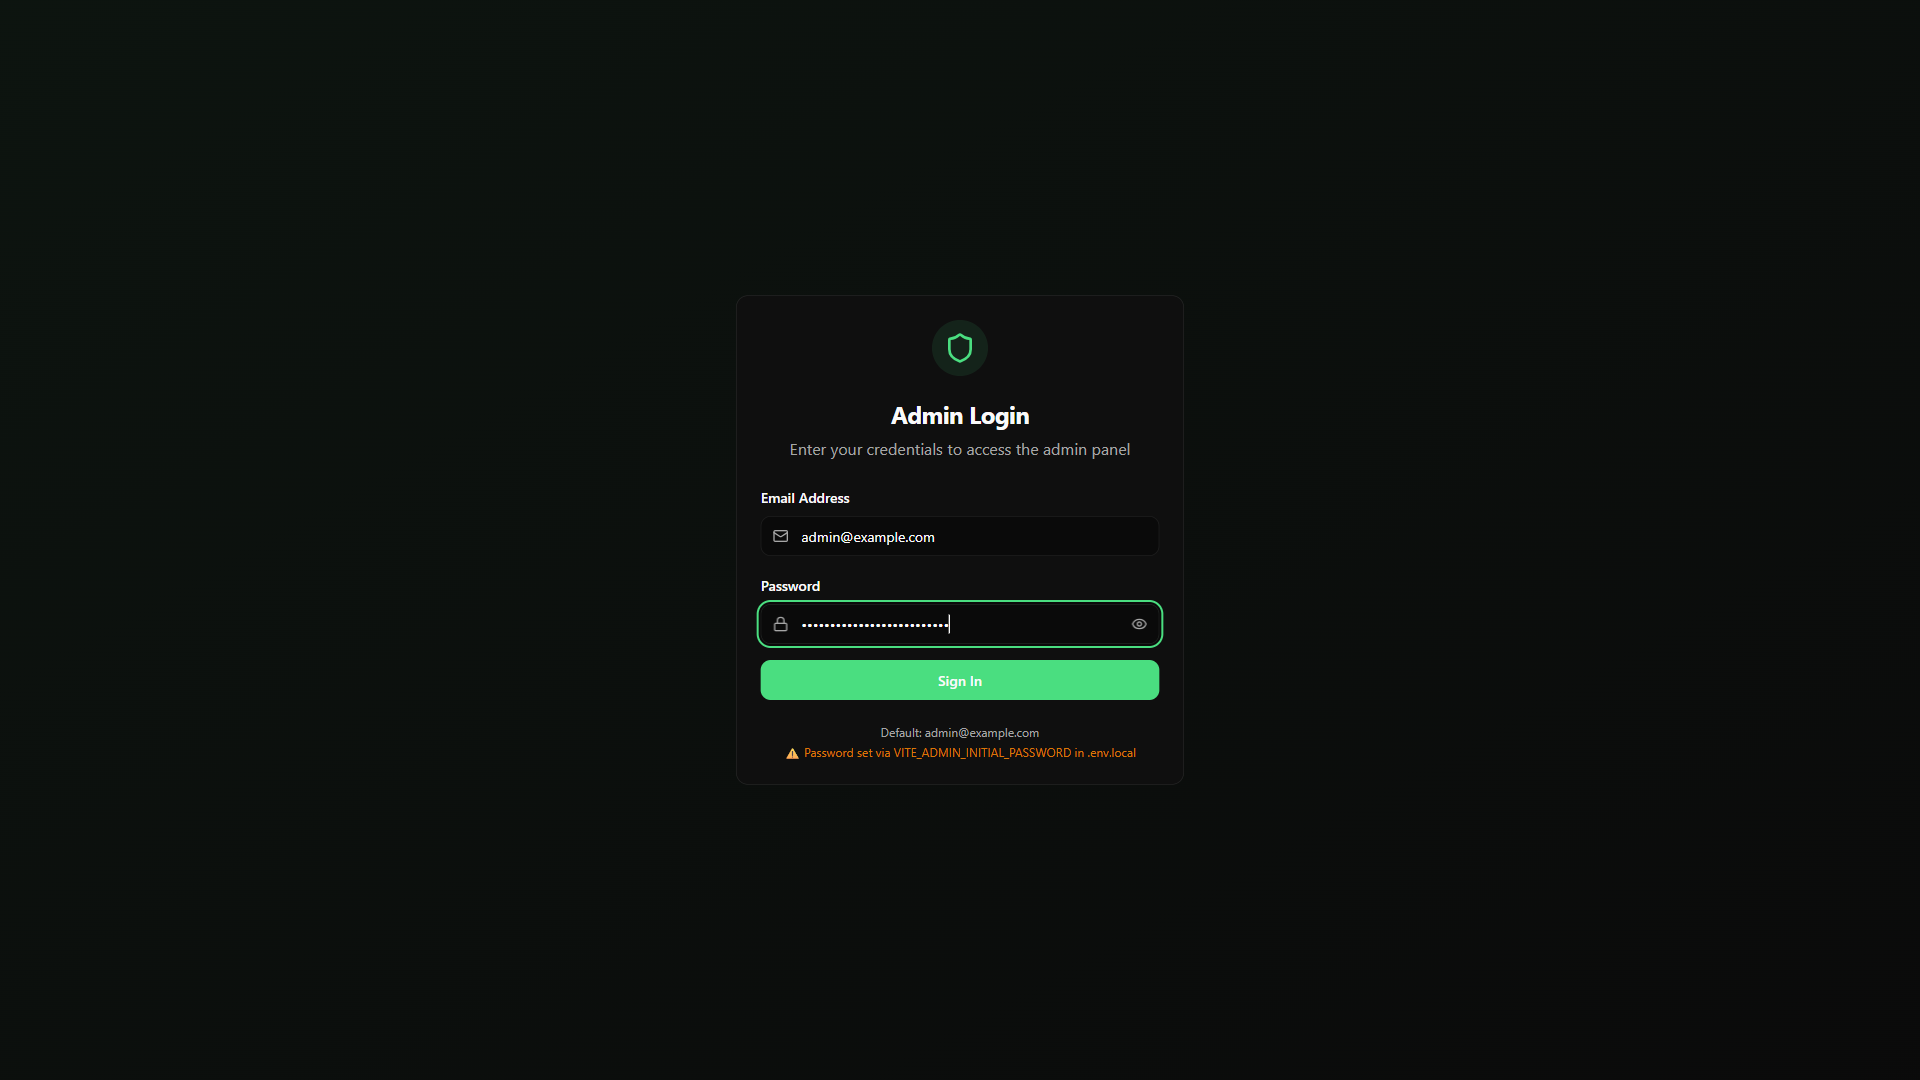 Admin Login
Enter your credentials to access the admin panel
Email Address
admin@example.com
Password
••••••••••••••••••••••••••
Sign In
Default: admin@example.com
⚠ Password set via VITE_ADMIN_INITIAL_PASSWORD in .env.local